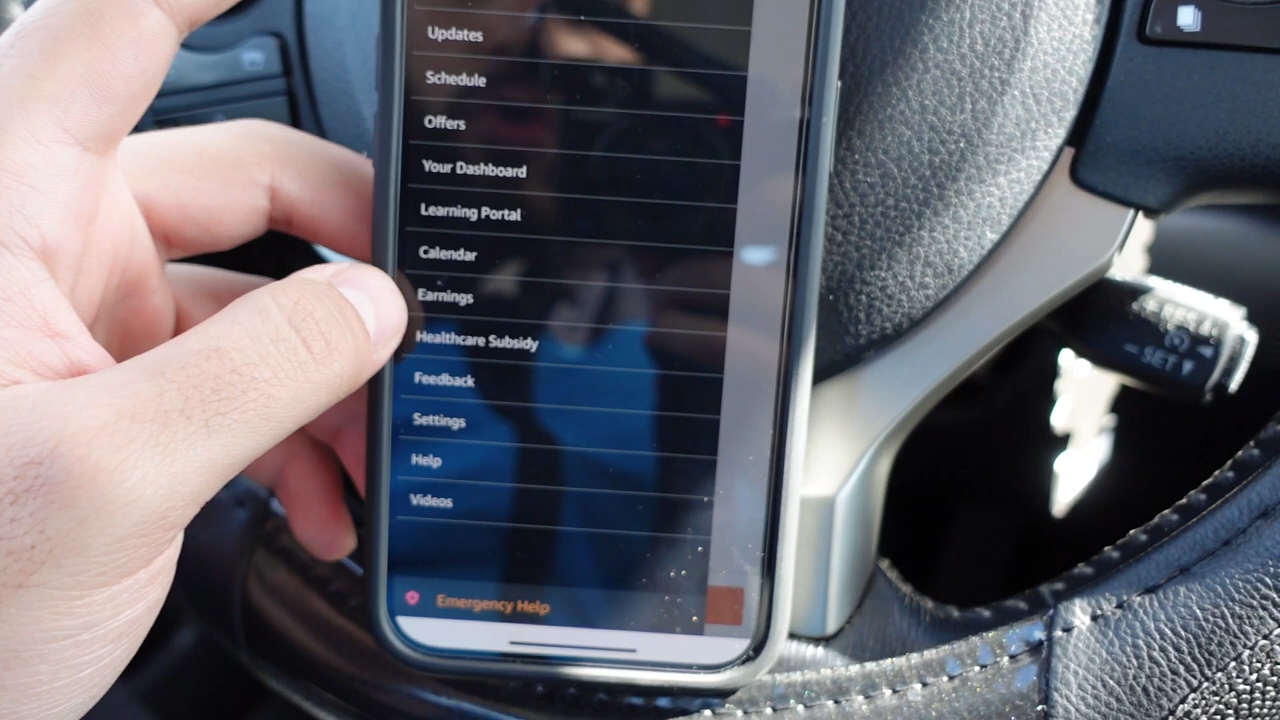 Updates
Schedule
Offers
Your Dashboard
Learning Portal
Calendar
Earnings
Healthcare Subsidy
Feedback
Settings
Help
Videos
Emergency Help
– SET ▼